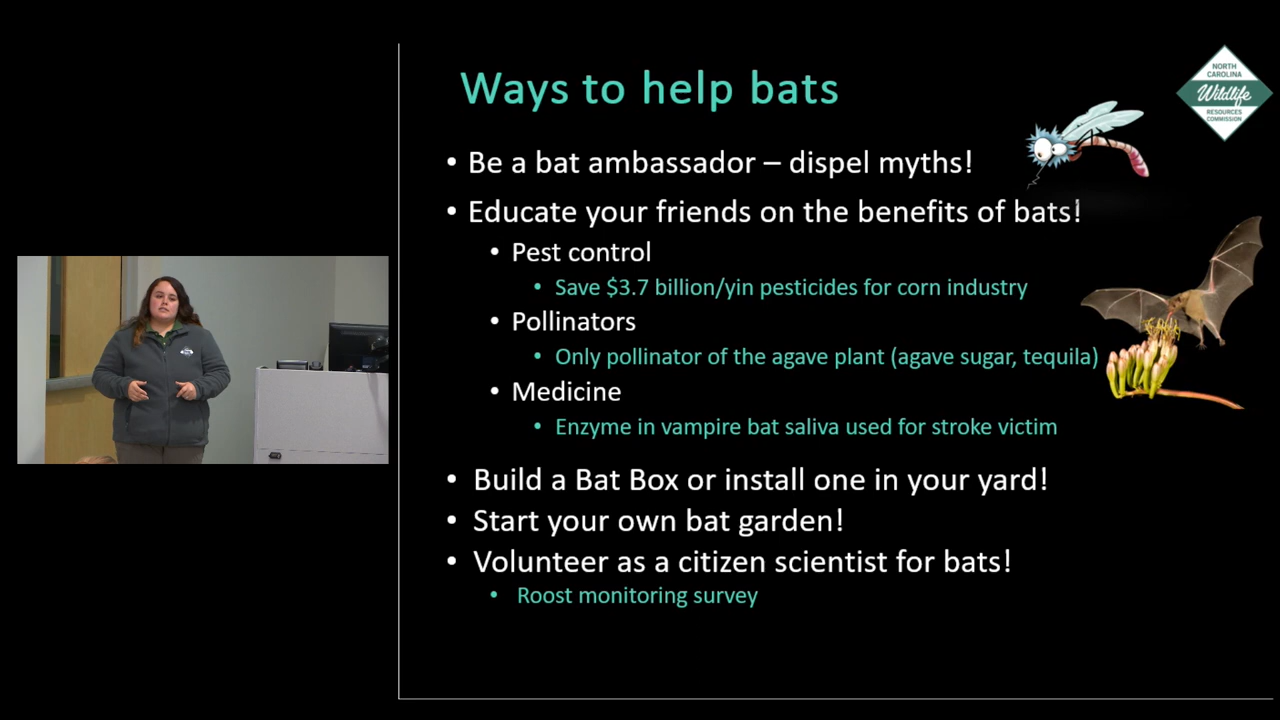 Ways to help bats
NORTH
CAROLINA
Wildlife
RESOURCES
COMMISSION
• Be a bat ambassador – dispel myths!
• Educate your friends on the benefits of bats!
• Pest control
• Save $3.7 billion/yin pesticides for corn industry
• Pollinators
• Only pollinator of the agave plant (agave sugar, tequila)
• Medicine
• Enzyme in vampire bat saliva used for stroke victim
• Build a Bat Box or install one in your yard!
• Start your own bat garden!
• Volunteer as a citizen scientist for bats!
• Roost monitoring survey